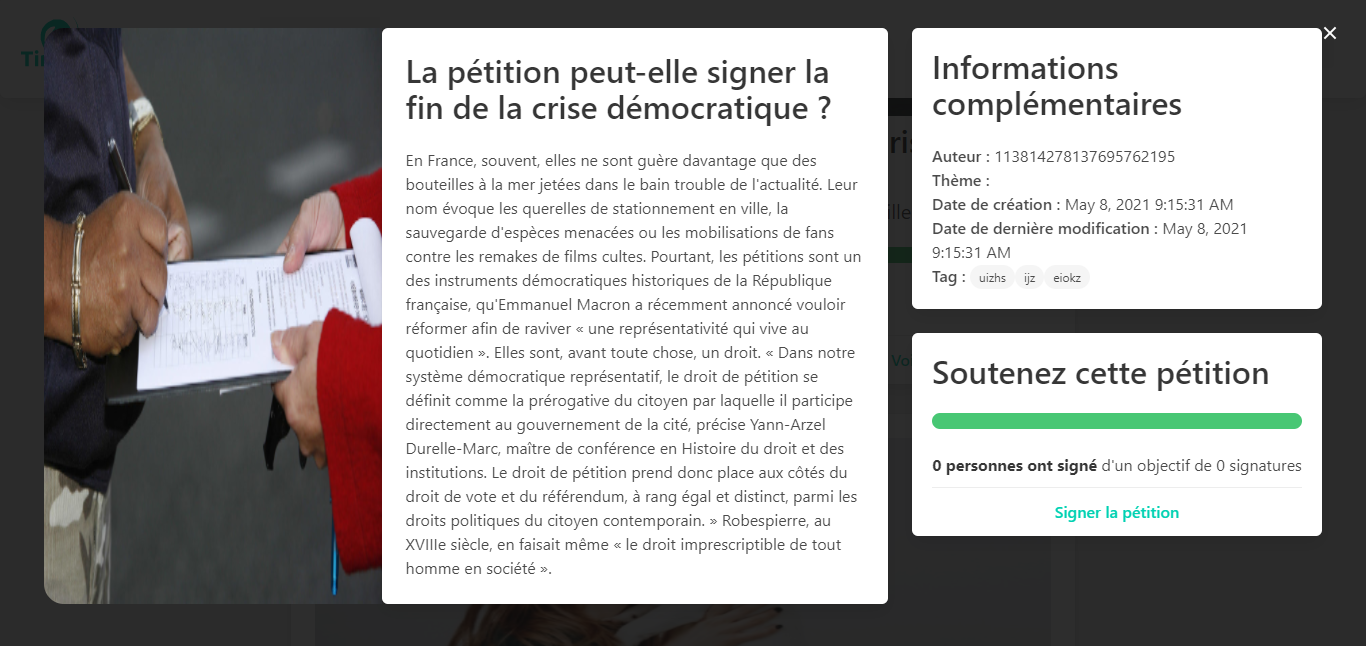 La pétition peut-elle signer la
fin de la crise démocratique ?
En France, souvent, elles ne sont guère davantage que des
bouteilles à la mer jetées dans le bain trouble de l'actualité. Leur
nom évoque les querelles de stationnement en ville, la
sauvegarde d'espèces menacées ou les mobilisations de fans
contre les remakes de films cultes. Pourtant, les pétitions sont un
des instruments démocratiques historiques de la République
française, qu'Emmanuel Macron a récemment annoncé vouloir
réformer afin de raviver « une représentativité qui vive au
quotidien ». Elles sont, avant toute chose, un droit. « Dans notre
système démocratique représentatif, le droit de pétition se
définit comme la prérogative du citoyen par laquelle il participe
directement au gouvernement de la cité, précise Yann-Arzel
Durelle-Marc, maître de conférence en Histoire du droit et des
institutions. Le droit de pétition prend donc place aux côtés du
droit de vote et du référendum, à rang égal et distinct, parmi les
droits politiques du citoyen contemporain. » Robespierre, au
XVIIIe siècle, en faisait même « le droit imprescriptible de tout
homme en société ».
Informations
complémentaires
Auteur : 113814278137695762195
Thème :
Date de création : May 8, 2021 9:15:31 AM
Date de dernière modification : May 8, 2021
9:15:31 AM
Tag : uizhs ijz eiokz
Soutenez cette pétition
0 personnes ont signé d'un objectif de 0 signatures
Signer la pétition